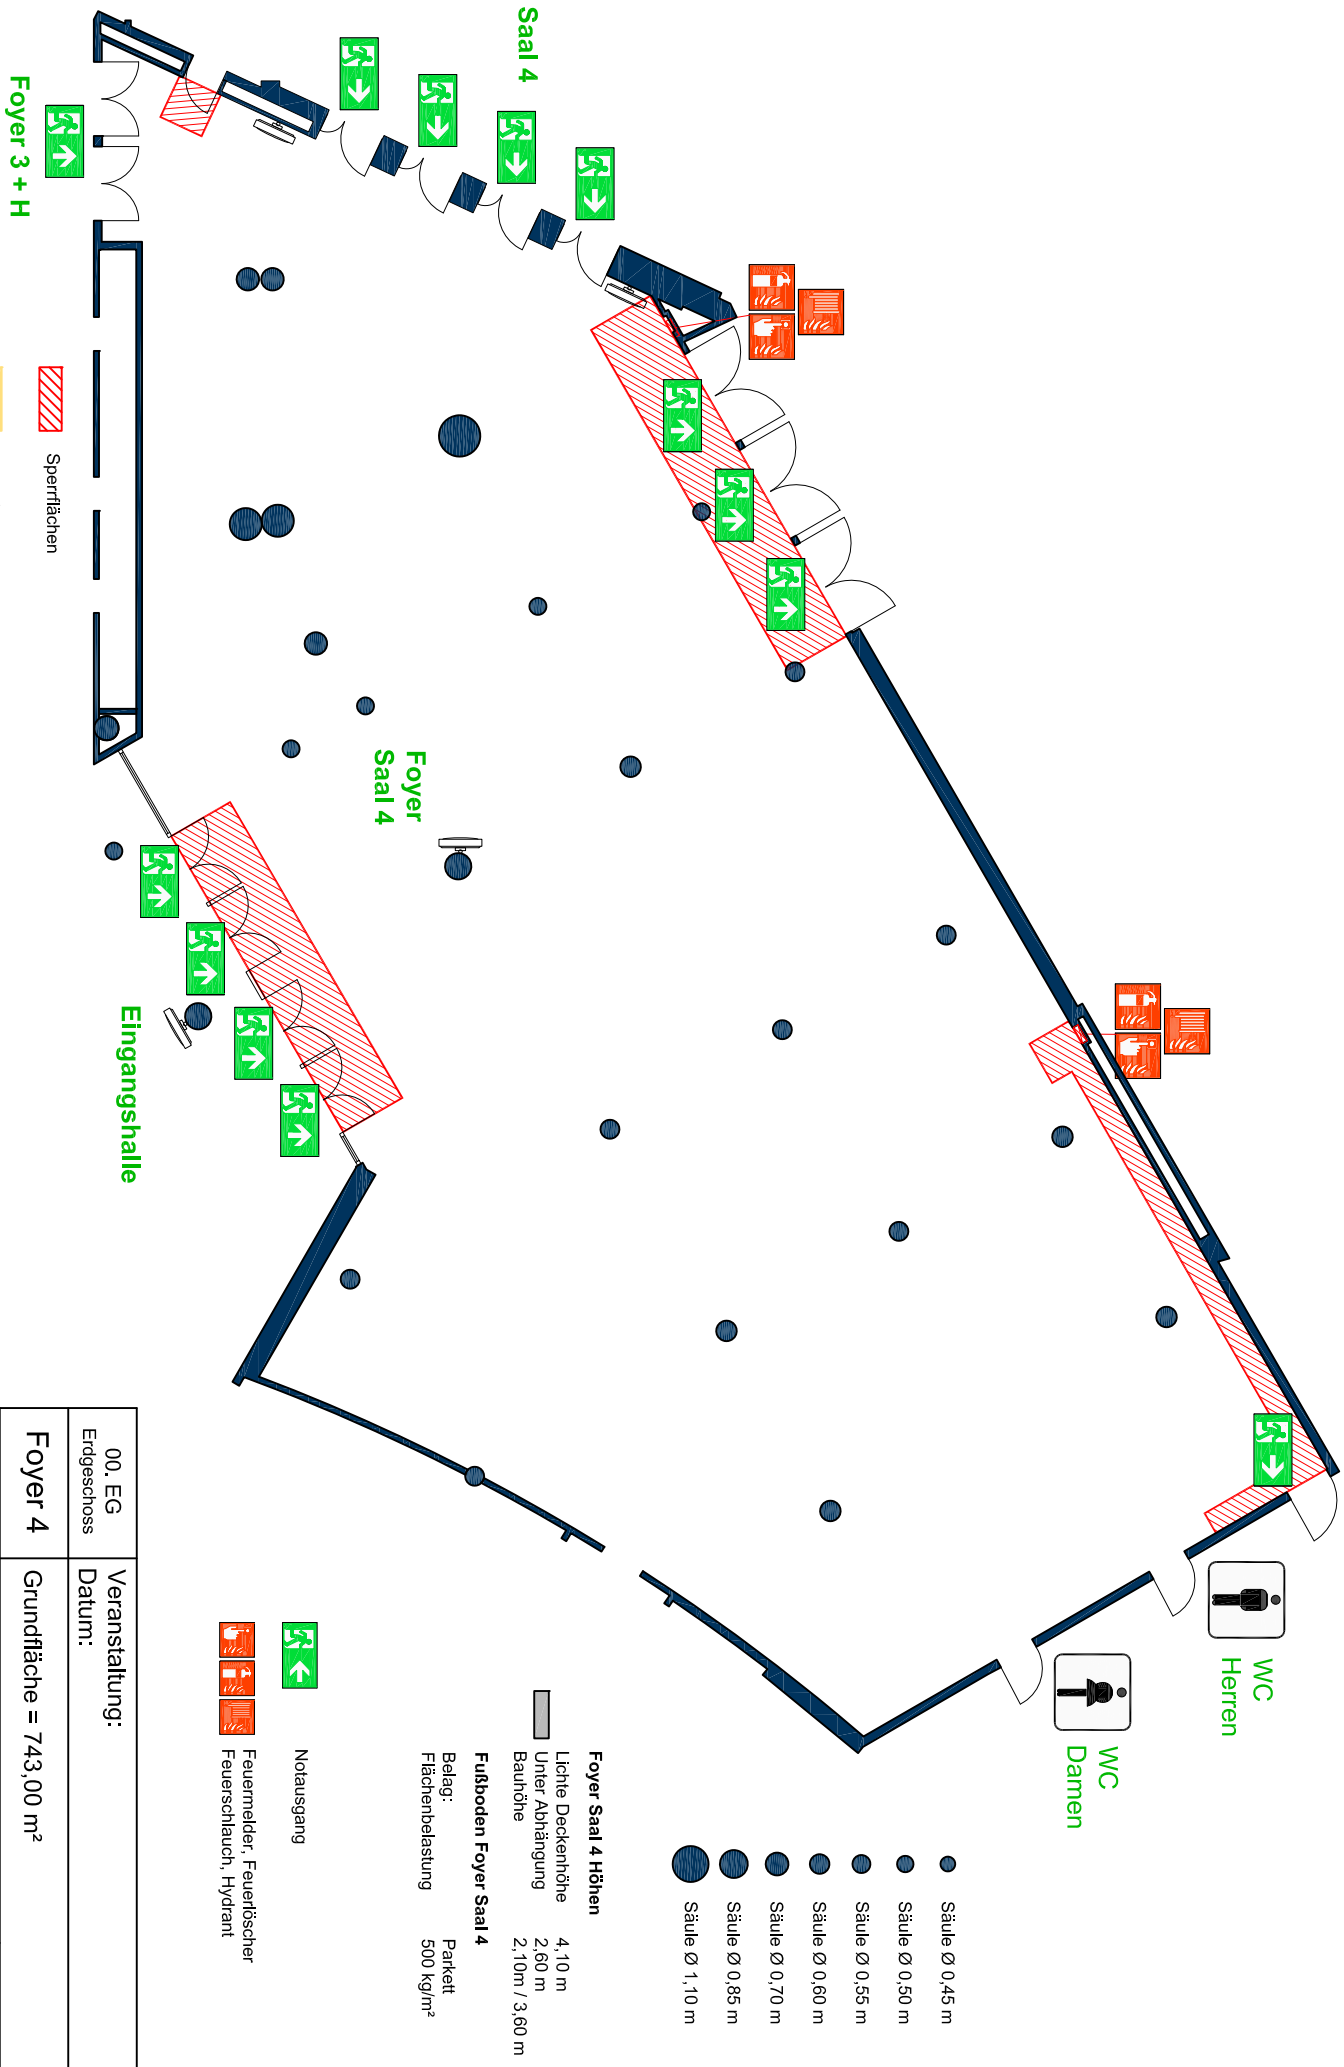 Saal 4
Foyer 3 + H
Sperrflächen
Foyer
Saal 4
Eingangshalle
WC
Herren
WC
Damen
Säule Ø 0,45 m
Säule Ø 0,50 m
Säule Ø 0,55 m
Säule Ø 0,60 m
Säule Ø 0,70 m
Säule Ø 0,85 m
Säule Ø 1,10 m
Foyer Saal 4 Höhen
Lichte Deckenhöhe 4,10 m
Unter Abhängung 2,60 m
Bauhöhe 2,10m / 3,60 m
Fußboden Foyer Saal 4
Belag: Parkett
Flächenbelastung 500 kg/m²
Notausgang
Feuermelder, Feuerlöscher
Feuerschlauch, Hydrant
00. EG
Erdgeschoss
Veranstaltung:
Datum:
Foyer 4
Grundfläche = 743,00 m²